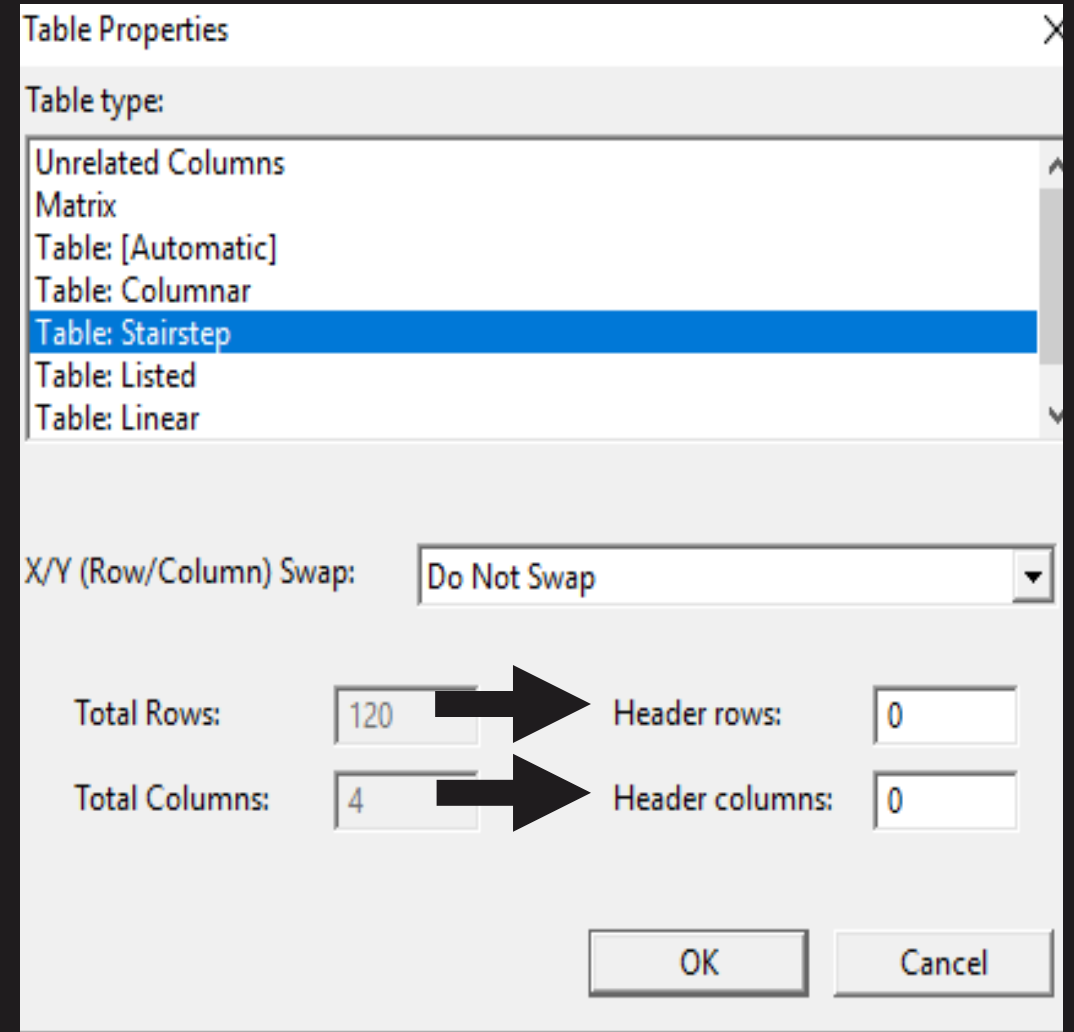 Table Properties
Table type:
Unrelated Columns
Matrix
Table: [Automatic]
Table: Columnar
Table: Stairstep
Table: Listed
Table: Linear
X/Y (Row/Column) Swap: Do Not Swap
Total Rows: 120 Header rows: 0
Total Columns: 4 Header columns: 0
OK Cancel